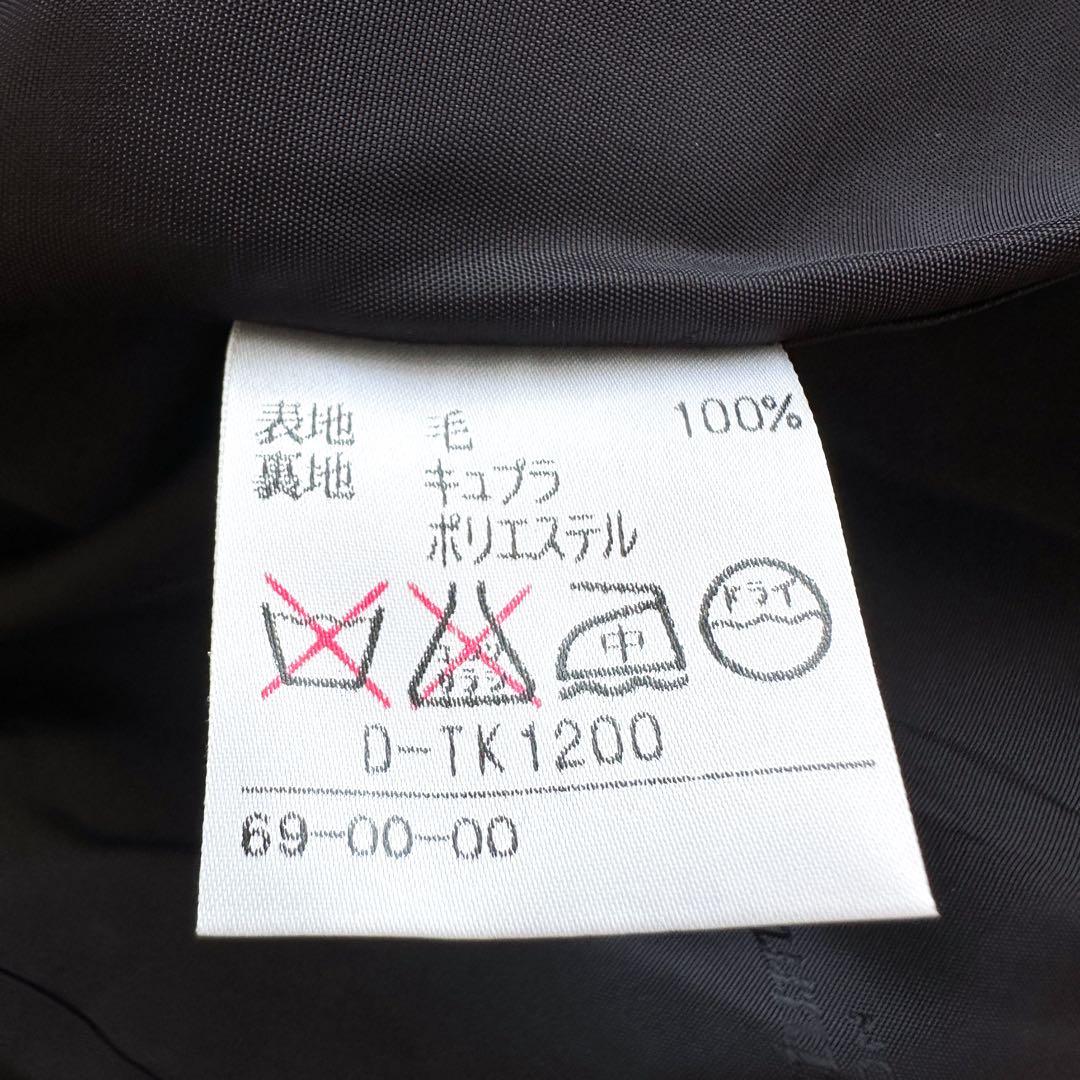 表地 毛 100%
裏地 キュプラ
ポリエステル
中 ドライ
D-TK1200
69-00-00